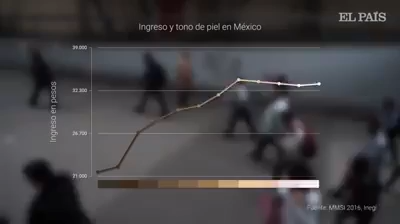 EL PAÍS
Ingreso y tono de piel en México
39.000
32.300
26.700
21.000
Ingreso en pesos
Fuente: MMSI 2016, Inegi